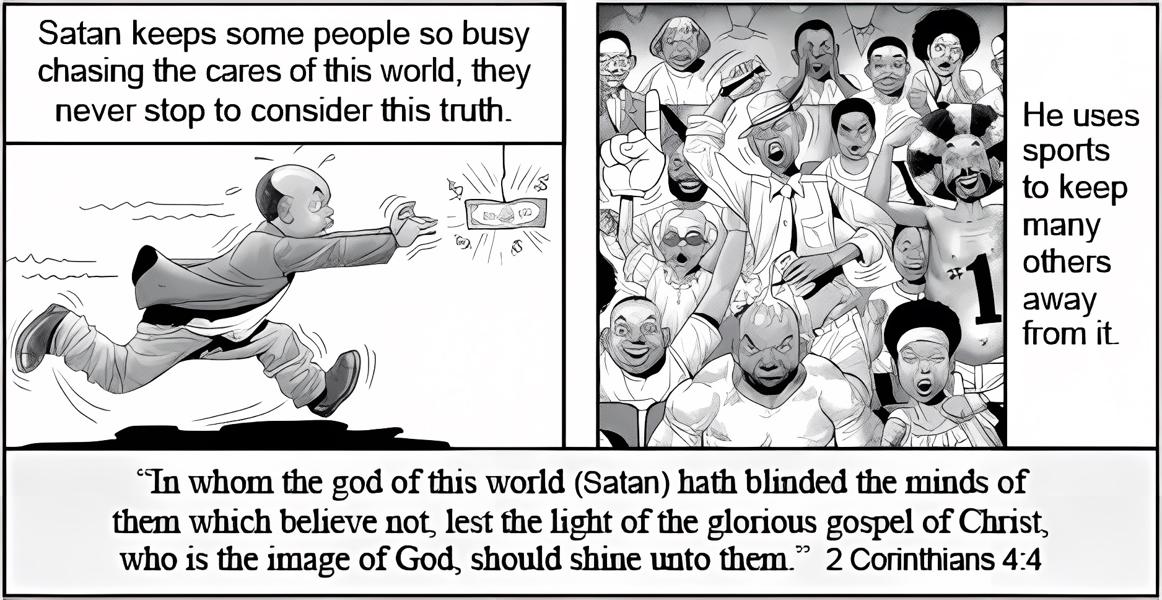 Satan keeps some people so busy
chasing the cares of this world, they
never stop to consider this truth.
He uses
sports
to keep
many
others
away
from it.
1
“In whom the god of this world (Satan) hath blinded the minds of
them which believe not, lest the light of the glorious gospel of Christ,
who is the image of God, should shine unto them.” 2 Corinthians 4:4